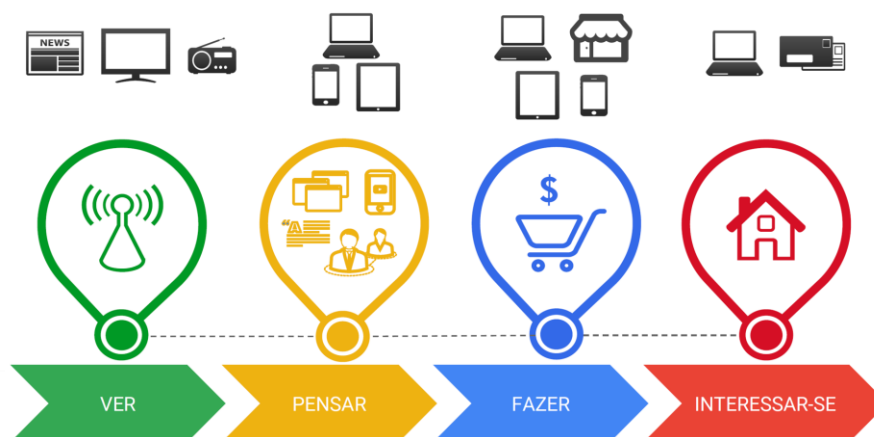 NEWS
"A
$
VER
PENSAR
FAZER
INTERESSAR-SE